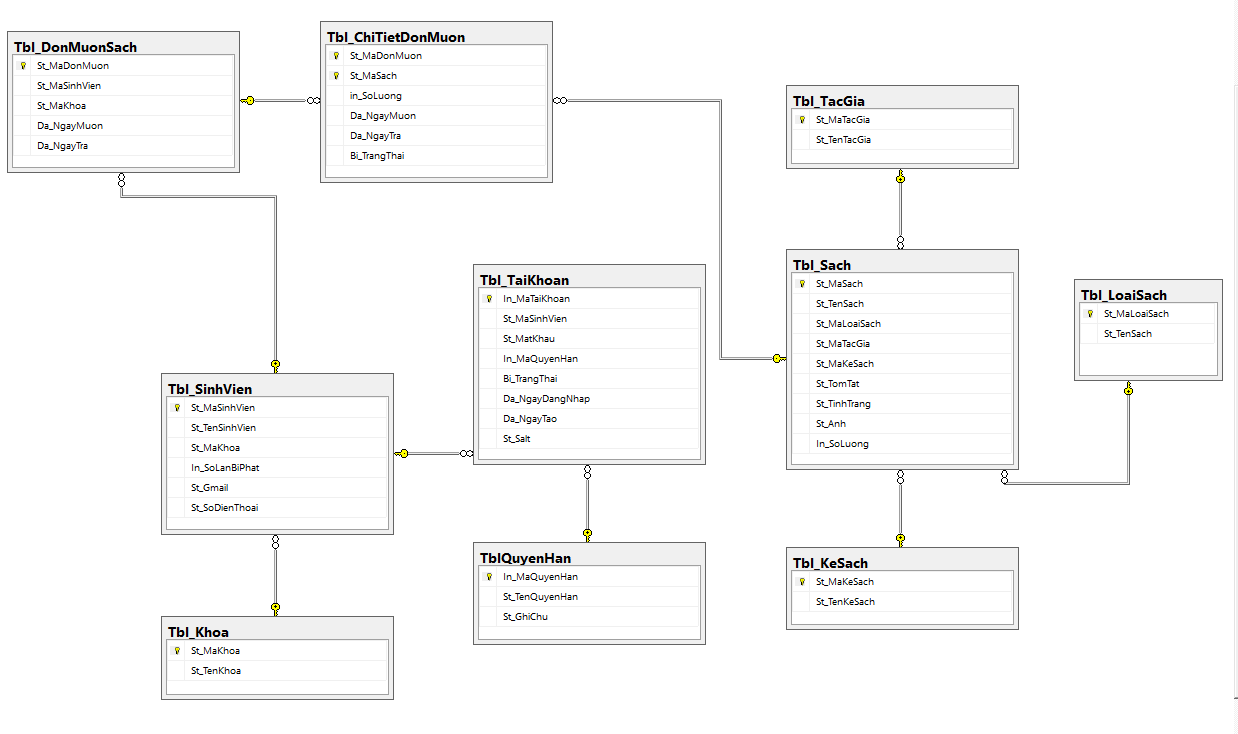 Tbl_DonMuonSach
St_MaDonMuon
St_MaSinhVien
St_MaKhoa
Da_NgayMuon
Da_NgayTra
Tbl_ChiTietDonMuon
St_MaDonMuon
St_MaSach
in_SoLuong
Da_NgayMuon
Da_NgayTra
Bi_TrangThai
Tbl_TacGia
St_MaTacGia
St_TenTacGia
Tbl_Sach
St_MaSach
St_TenSach
St_MaLoaiSach
St_MaTacGia
St_MaKeSach
St_TomTat
St_TinhTrang
St_Anh
In_SoLuong
Tbl_LoaiSach
St_MaLoaiSach
St_TenSach
Tbl_TaiKhoan
In_MaTaiKhoan
St_MaSinhVien
St_MatKhau
In_MaQuyenHan
Bi_TrangThai
Da_NgayDangNhap
Da_NgayTao
St_Salt
Tbl_SinhVien
St_MaSinhVien
St_TenSinhVien
St_MaKhoa
In_SoLanBiPhat
St_Gmail
St_SoDienThoai
TblQuyenHan
In_MaQuyenHan
St_TenQuyenHan
St_GhiChu
Tbl_KeSach
St_MaKeSach
St_TenKeSach
Tbl_Khoa
St_MaKhoa
St_TenKhoa